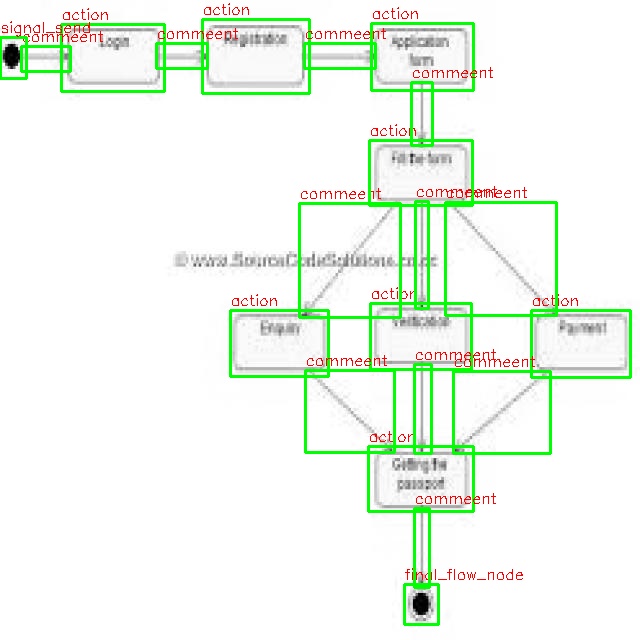 signal_send
commeent
action
Login
commeent
action
Registration
commeent
action
Application
form
commeent
action
Fill the form
commeent
commeent
commeent
© www.SourceCodeSolutions.co.cc
action
Enquiry
action
Verification
action
Payment
commeent
commeent
commeent
action
Getting the
passport
commeent
final_flow_node